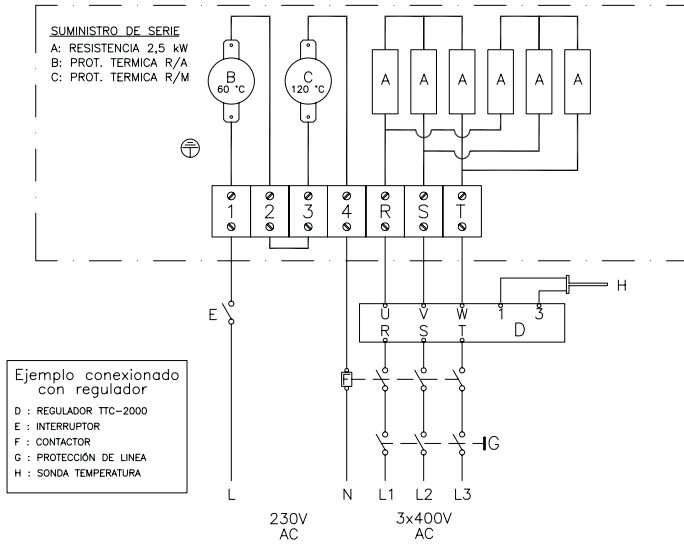 SUMINISTRO DE SERIE
A: RESISTENCIA 2,5 kW
B: PROT. TERMICA R/A
C: PROT. TERMICA R/M
B
60 °C
C
120 °C
A
A
A
A
A
A
1
2
3
4
R
S
T
E
H
U
V
W
1
3
R
S
T
D
F
G
Ejemplo conexionado
con regulador
D : REGULADOR TTC-2000
E : INTERRUPTOR
F : CONTACTOR
G : PROTECCIÓN DE LINEA
H : SONDA TEMPERATURA
L
N
L1
L2
L3
230V
AC
3x400V
AC